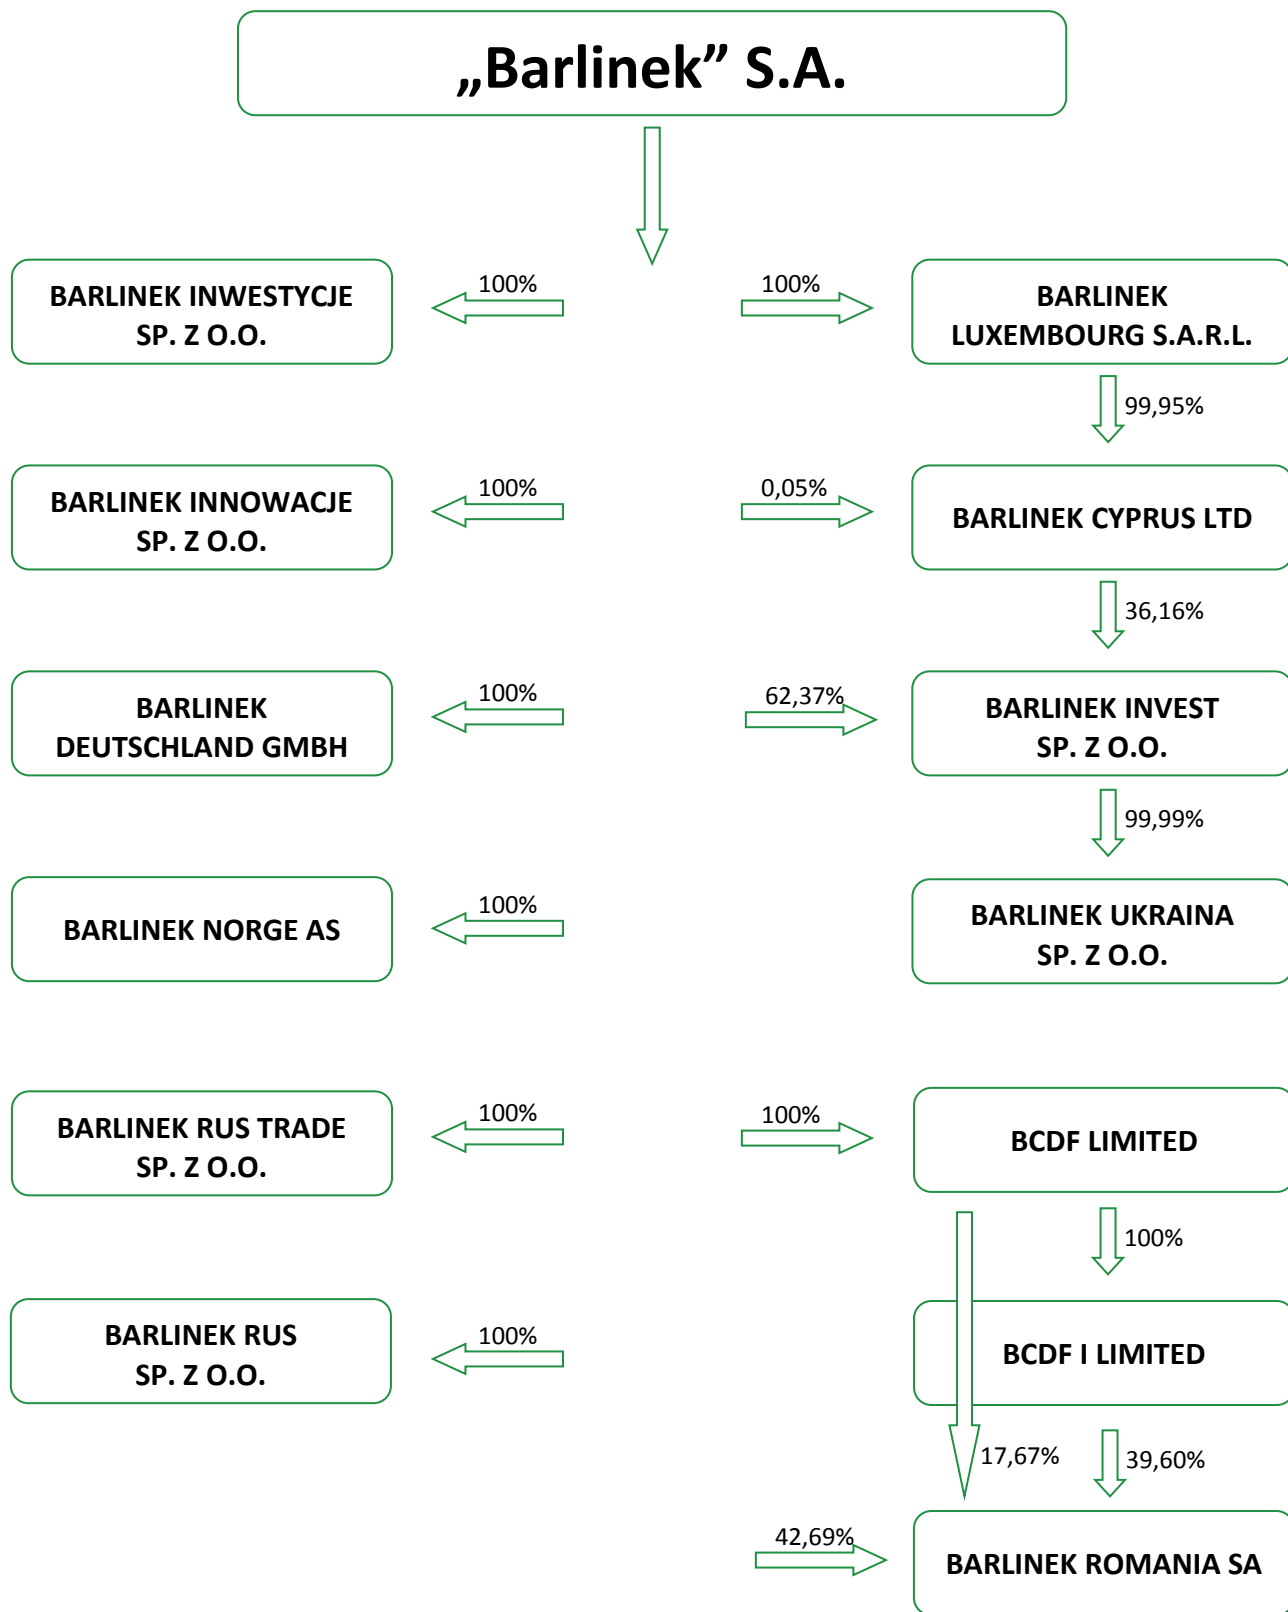 „Barlinek” S.A.
BARLINEK INWESTYCJE
SP. Z O.O.
100%
100%
BARLINEK
LUXEMBOURG S.A.R.L.
99,95%
BARLINEK INNOWACJE
SP. Z O.O.
100%
0,05%
BARLINEK CYPRUS LTD
36,16%
BARLINEK
DEUTSCHLAND GMBH
100%
62,37%
BARLINEK INVEST
SP. Z O.O.
99,99%
BARLINEK NORGE AS
100%
BARLINEK UKRAINA
SP. Z O.O.
BARLINEK RUS TRADE
SP. Z O.O.
100%
100%
BCDF LIMITED
100%
BARLINEK RUS
SP. Z O.O.
100%
BCDF I LIMITED
17,67%
39,60%
42,69%
BARLINEK ROMANIA SA